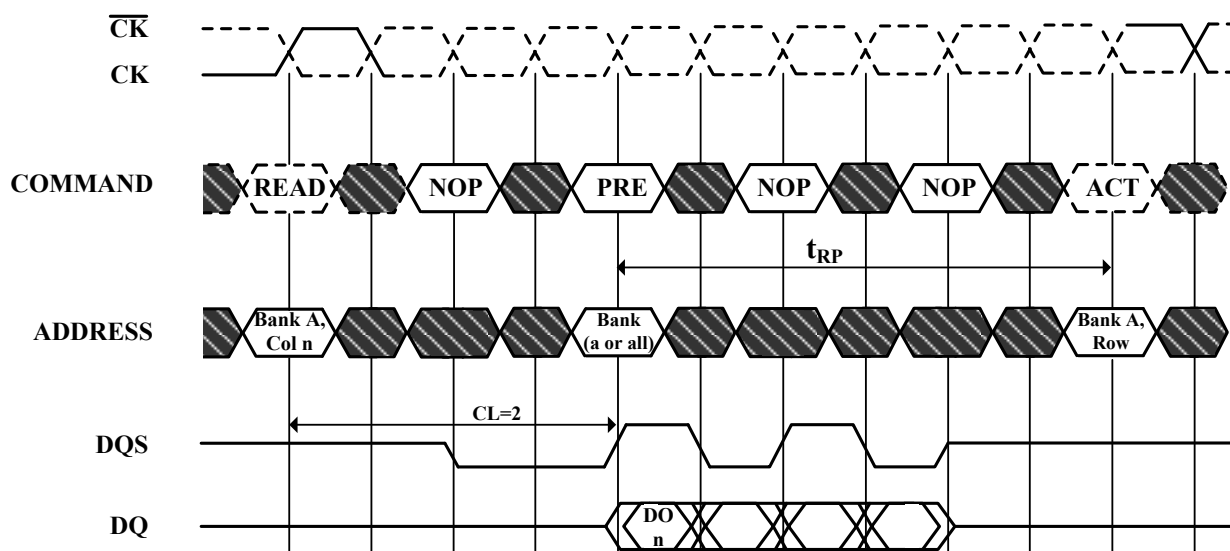 CK
CK
COMMAND
READ
NOP
PRE
NOP
NOP
ACT
tRP
ADDRESS
Bank A,
Col n
Bank
(a or all)
Bank A,
Row
CL=2
DQS
DQ
DO
n